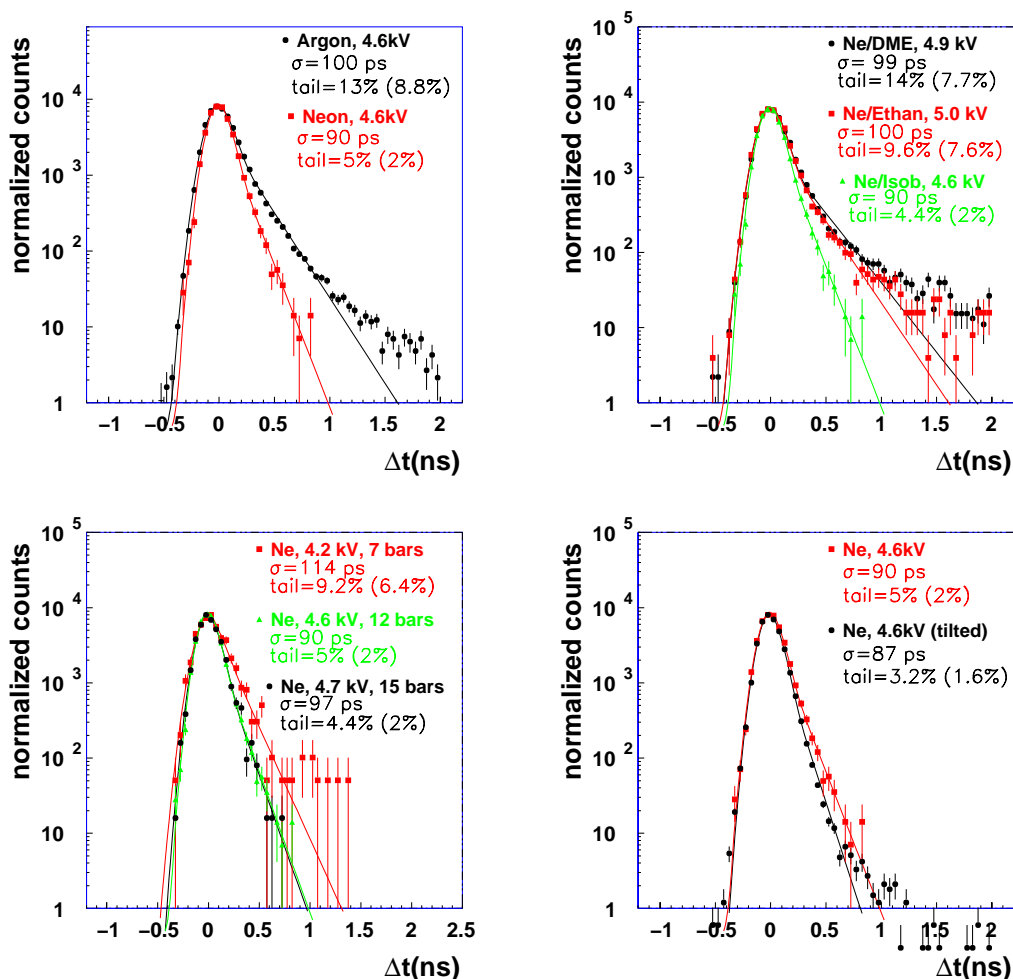 normalized counts
10⁴
10³
10²
10
1
Argon, 4.6kV
σ=100 ps
tail=13% (8.8%)
Neon, 4.6kV
σ=90 ps
tail=5% (2%)
−1 −0.5 0 0.5 1 1.5 2
Δt(ns)
normalized counts
10⁵
10⁴
10³
10²
10
1
Ne/DME, 4.9 kV
σ= 99 ps
tail=14% (7.7%)
Ne/Ethan, 5.0 kV
σ=100 ps
tail=9.6% (7.6%)
Ne/Isob, 4.6 kV
σ= 90 ps
tail=4.4% (2%)
−1 −0.5 0 0.5 1 1.5 2
Δt(ns)
normalized counts
10⁵
10⁴
10³
10²
10
1
Ne, 4.2 kV, 7 bars
σ=114 ps
tail=9.2% (6.4%)
Ne, 4.6 kV, 12 bars
σ=90 ps
tail=5% (2%)
Ne, 4.7 kV, 15 bars
σ=97 ps
tail=4.4% (2%)
−1 −0.5 0 0.5 1 1.5 2 2.5
Δt(ns)
normalized counts
10⁵
10⁴
10³
10²
10
1
Ne, 4.6kV
σ=90 ps
tail=5% (2%)
Ne, 4.6kV (tilted)
σ=87 ps
tail=3.2% (1.6%)
−1 −0.5 0 0.5 1 1.5 2
Δt(ns)